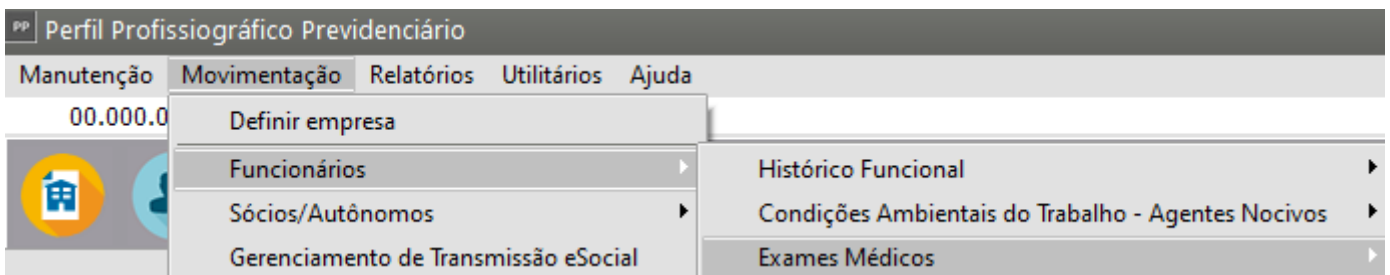 PP Perfil Profissiográfico Previdenciário
Manutenção Movimentação Relatórios Utilitários Ajuda
00.000.0
Definir empresa
Funcionários
Sócios/Autônomos
Gerenciamento de Transmissão eSocial
Histórico Funcional
Condições Ambientais do Trabalho - Agentes Nocivos
Exames Médicos